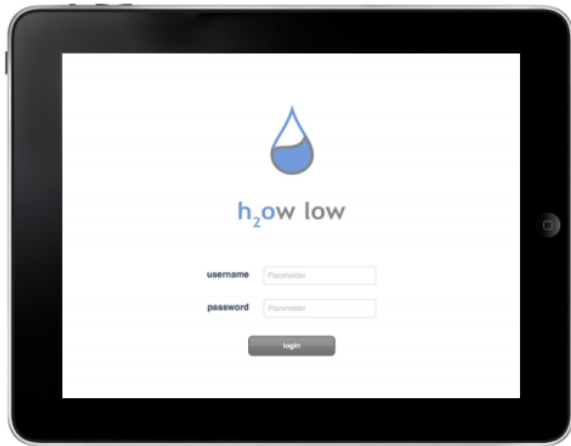 h₂ow low
username Placeholder
password Placeholder
login